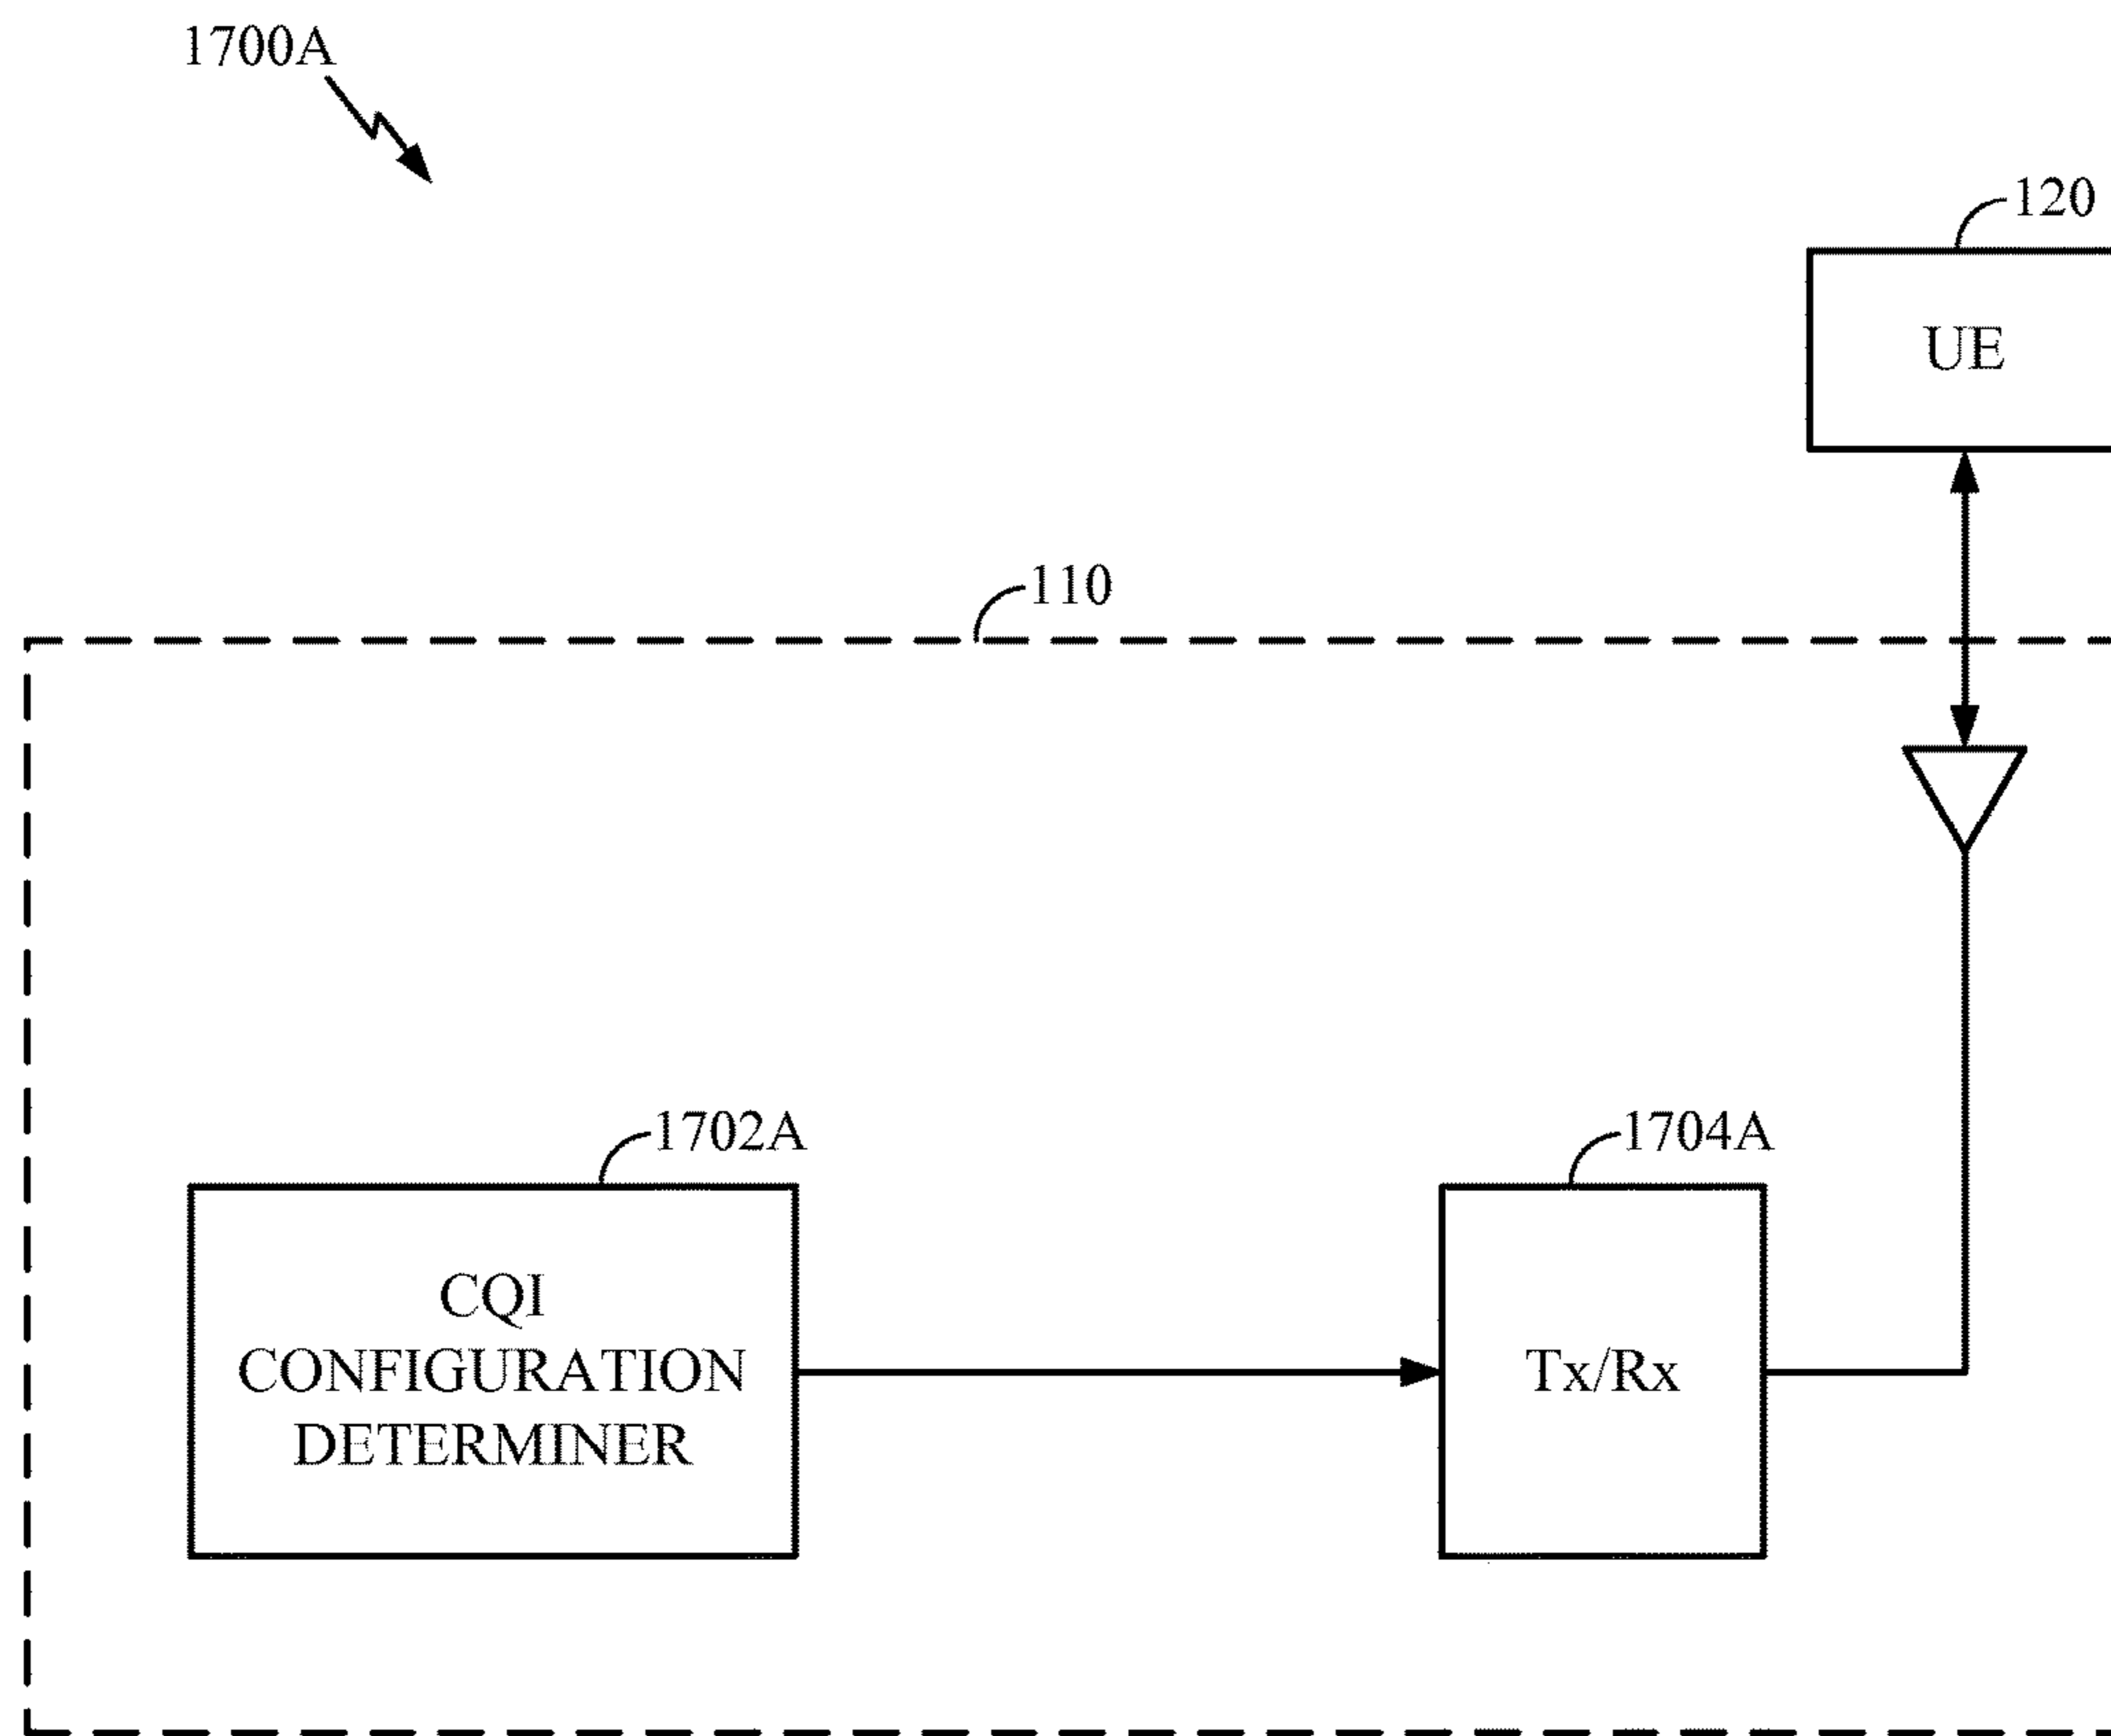 1700A
120
UE
110
1702A
1704A
CQI
CONFIGURATION
DETERMINER
Tx/Rx